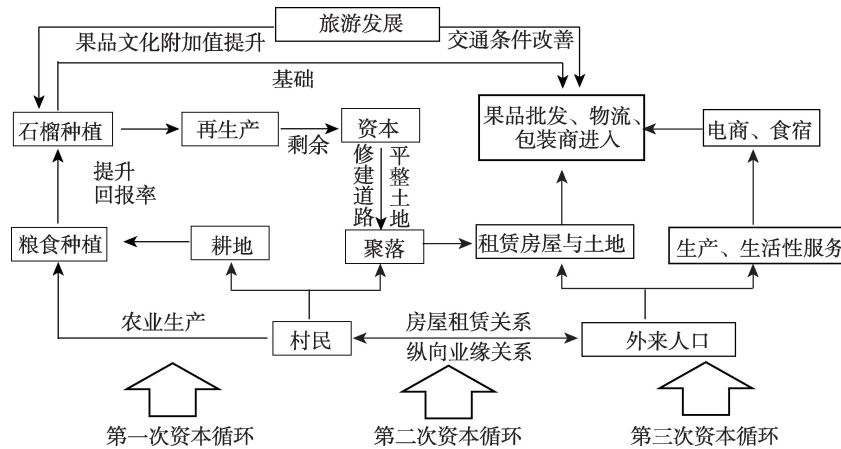 旅游发展
果品文化附加值提升
交通条件改善
基础
石榴种植
再生产
剩余
资本
果品批发、物流、
包装商进入
电商、食宿
提升
回报率
修建道路
平整土地
粮食种植
耕地
聚落
租赁房屋与土地
生产、生活性服务
农业生产
村民
房屋租赁关系
纵向业缘关系
外来人口
第一次资本循环
第二次资本循环
第三次资本循环